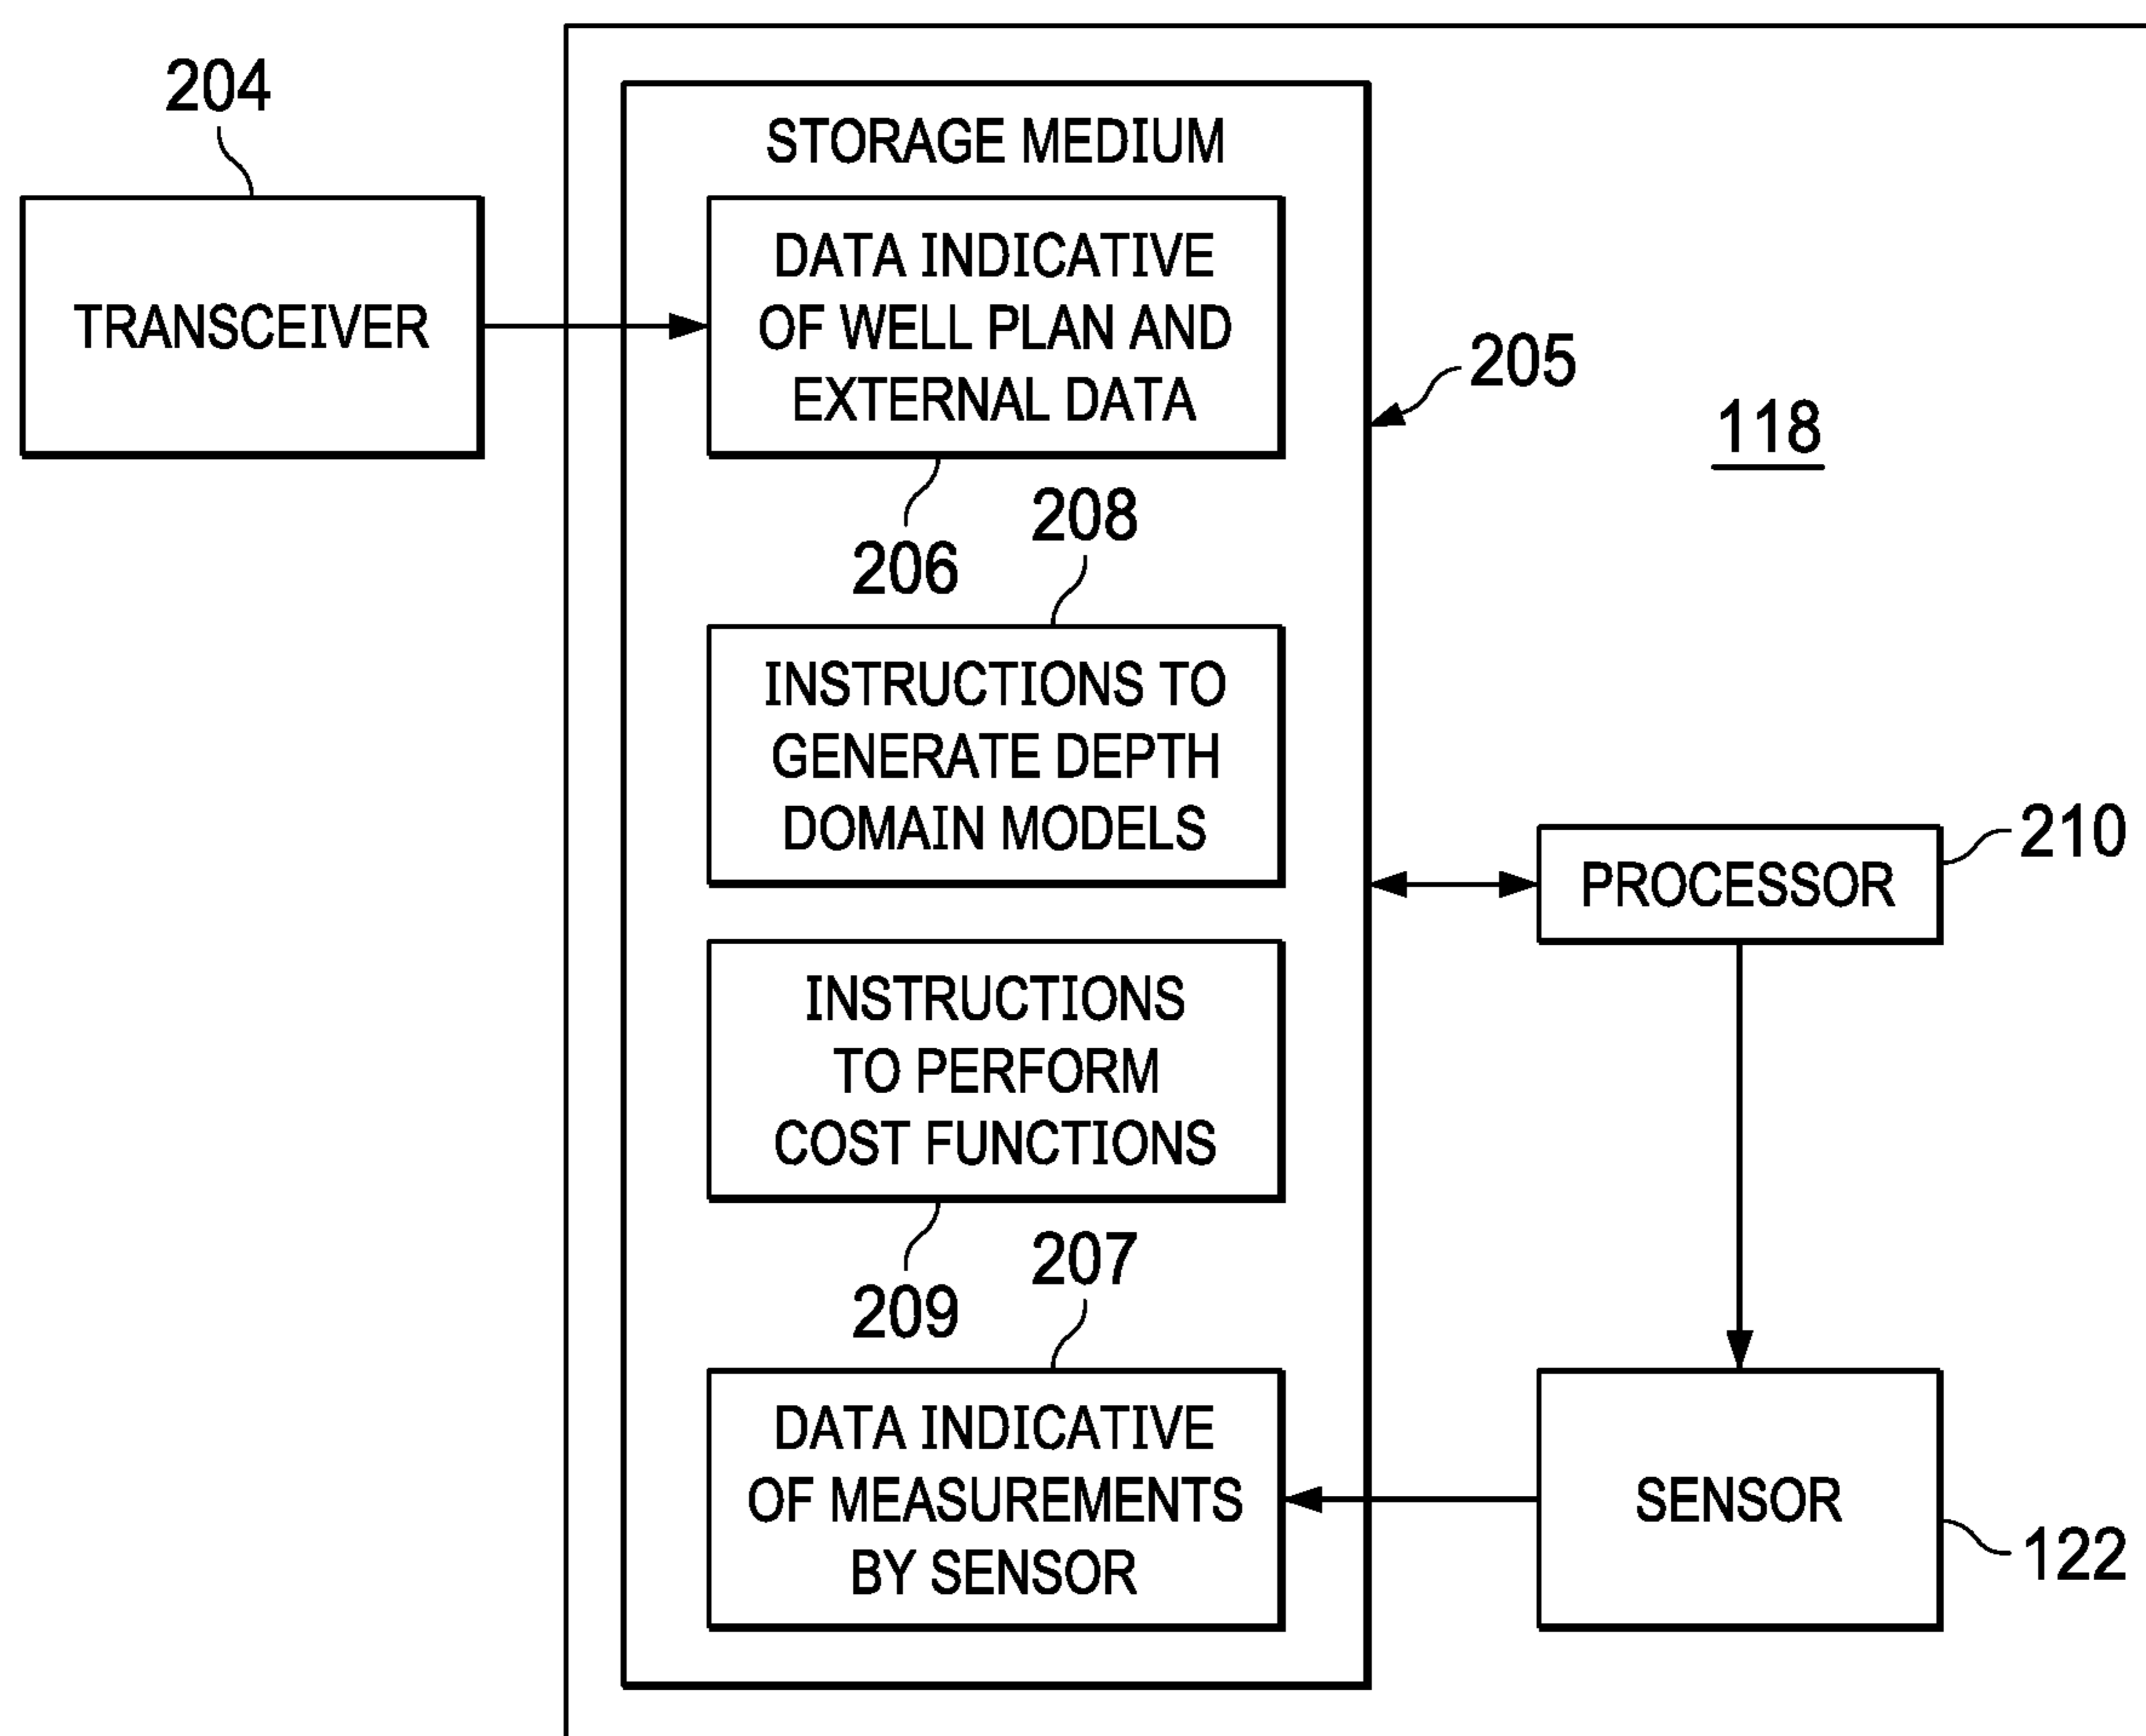 204
TRANSCEIVER
STORAGE MEDIUM
DATA INDICATIVE
OF WELL PLAN AND
EXTERNAL DATA
206
205
118
208
INSTRUCTIONS TO
GENERATE DEPTH
DOMAIN MODELS
PROCESSOR
210
INSTRUCTIONS
TO PERFORM
COST FUNCTIONS
209
207
DATA INDICATIVE
OF MEASUREMENTS
BY SENSOR
SENSOR
122